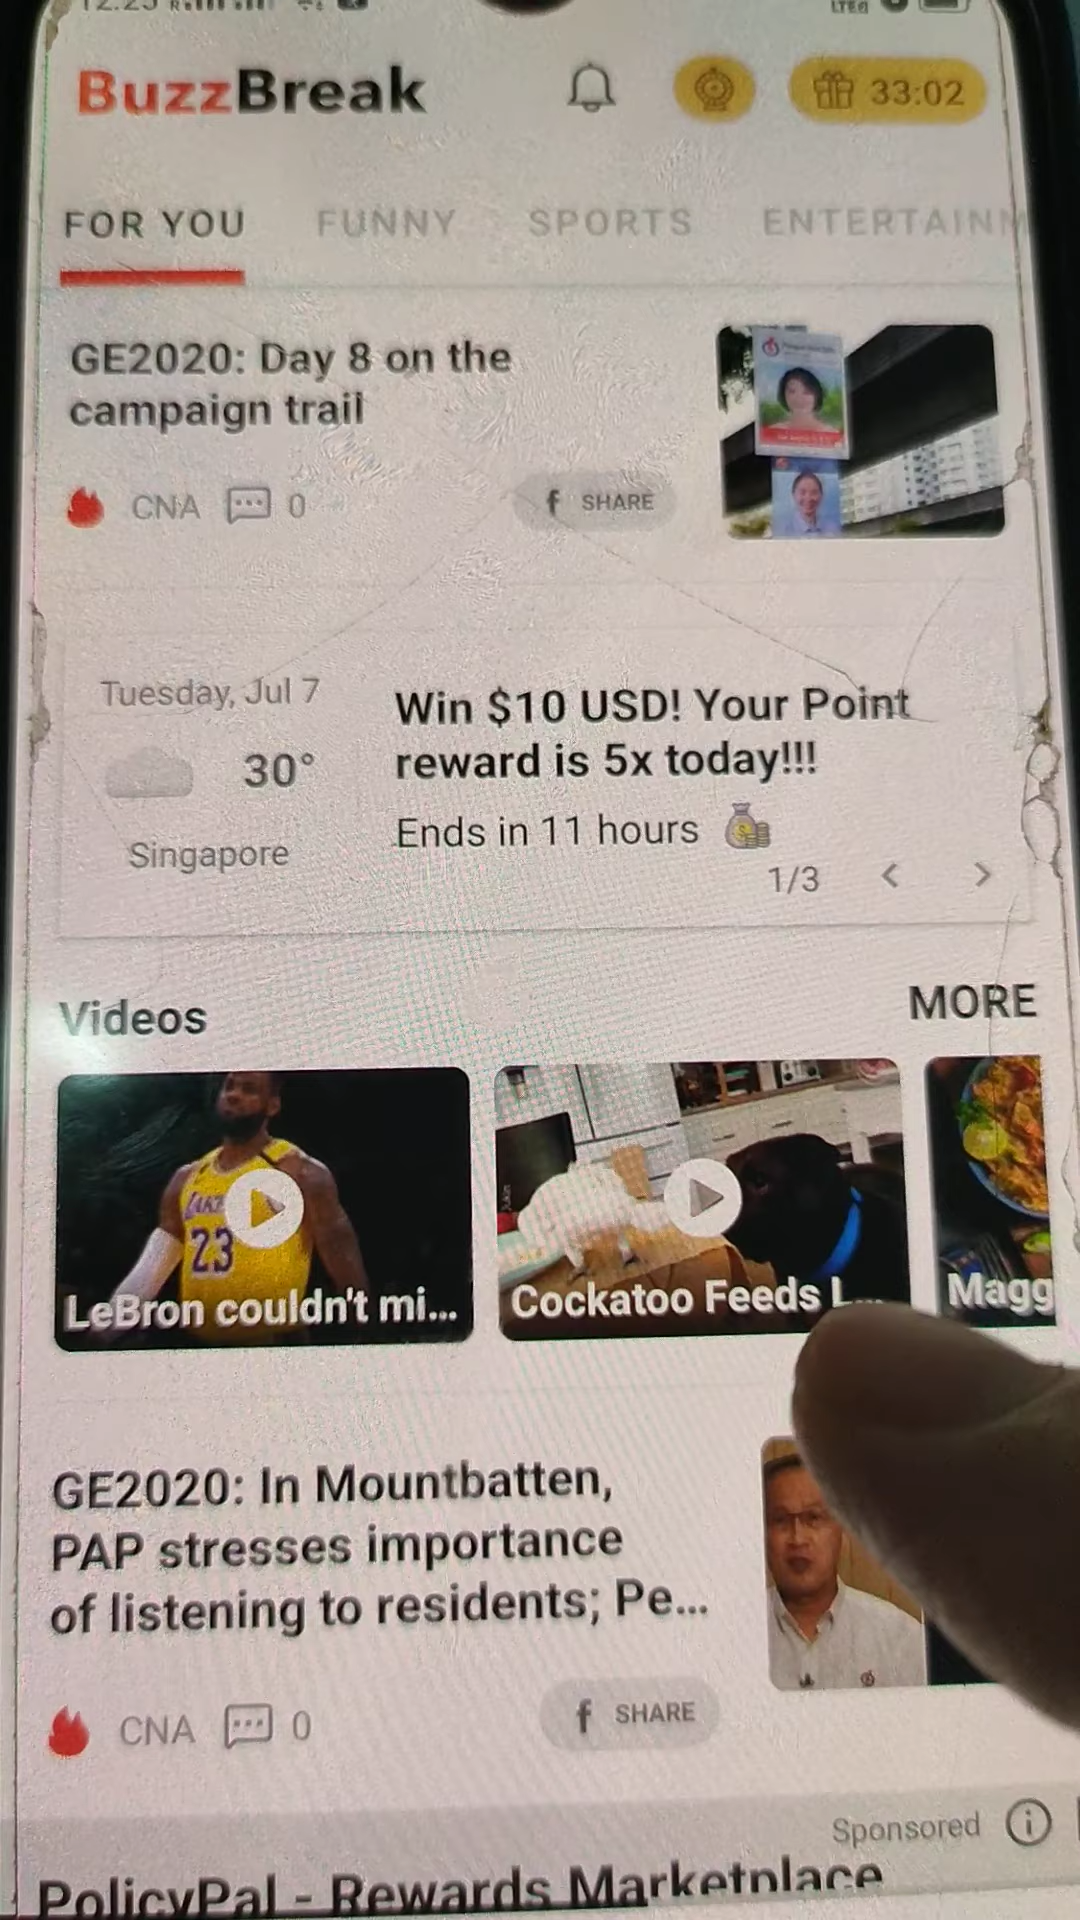 BuzzBreak
33:02
FOR YOU FUNNY SPORTS ENTERTAINM
GE2020: Day 8 on the
campaign trail
CNA 0 f SHARE
Tuesday, Jul 7
30°
Singapore
Win $10 USD! Your Point
reward is 5x today!!!
Ends in 11 hours
1/3
Videos
MORE
23
LeBron couldn't mi...
Cockatoo Feeds L...
Magg
GE2020: In Mountbatten,
PAP stresses importance
of listening to residents; Pe...
CNA 0 f SHARE
Sponsored
PolicyPal - Rewards Marketplace